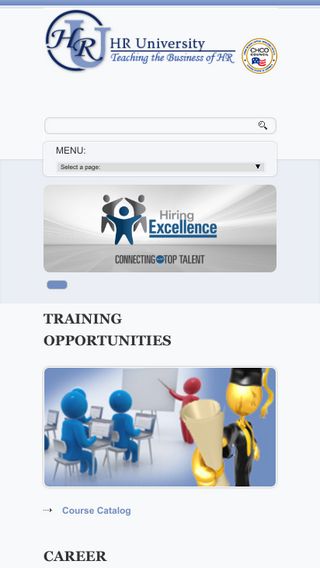 HRU
HR University
Teaching the Business of HR
CHCO
COUNCIL
MENU:
Select a page:
Hiring
Excellence
CONNECTING TOP TALENT
TRAINING
OPPORTUNITIES
Course Catalog
CAREER